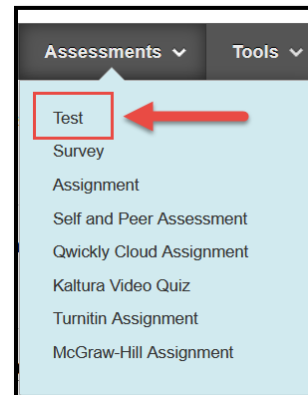 Assessments Tools
Test
Survey
Assignment
Self and Peer Assessment
Qwickly Cloud Assignment
Kaltura Video Quiz
Turnitin Assignment
McGraw-Hill Assignment